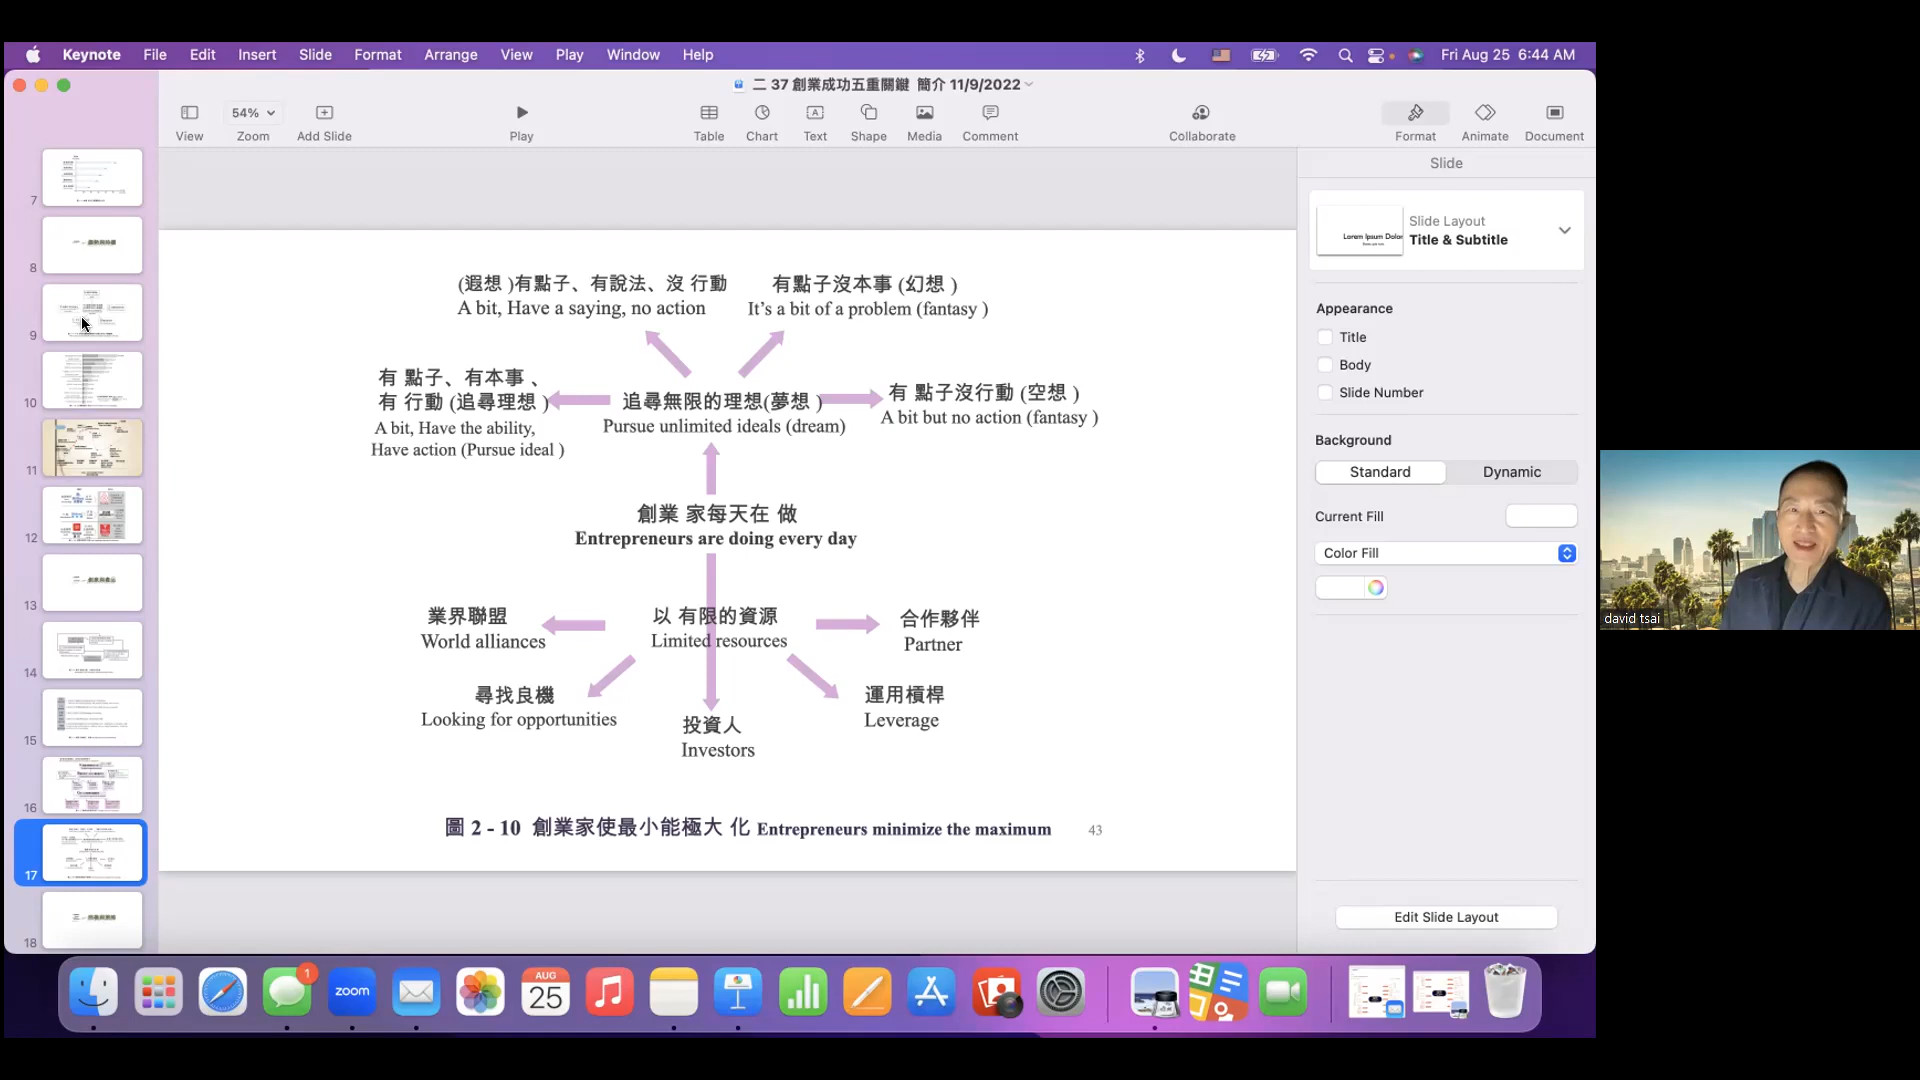 Keynote File Edit Insert Slide Format Arrange View Play Window Help
Fri Aug 25 6:44 AM
二 37 創業成功五重關鍵 簡介 11/9/2022
54%
View Zoom Add Slide Play Table Chart Text Shape Media Comment Collaborate Format Animate Document
7
8
9
10
11
12
13
14
15
16
17
18
(遐想 )有點子、有說法、沒 行動
A bit, Have a saying, no action
有點子沒本事 (幻想 )
It's a bit of a problem (fantasy )
有 點子、有本事 、
有 行動 (追尋理想 )
A bit, Have the ability,
Have action (Pursue ideal )
追尋無限的理想(夢想 )
Pursue unlimited ideals (dream)
有 點子沒行動 (空想 )
A bit but no action (fantasy )
創業 家每天在 做
Entrepreneurs are doing every day
業界聯盟
World alliances
以 有限的資源
Limited resources
合作夥伴
Partner
尋找良機
Looking for opportunities
投資人
Investors
運用槓桿
Leverage
圖 2 - 10 創業家使最小能極大 化 Entrepreneurs minimize the maximum
43
Slide
Lorem Ipsum Dolor
Slide Layout
Title & Subtitle
Appearance
Title
Body
Slide Number
Background
Standard Dynamic
Current Fill
Color Fill
Edit Slide Layout
david tsai
1
zoom
AUG
25